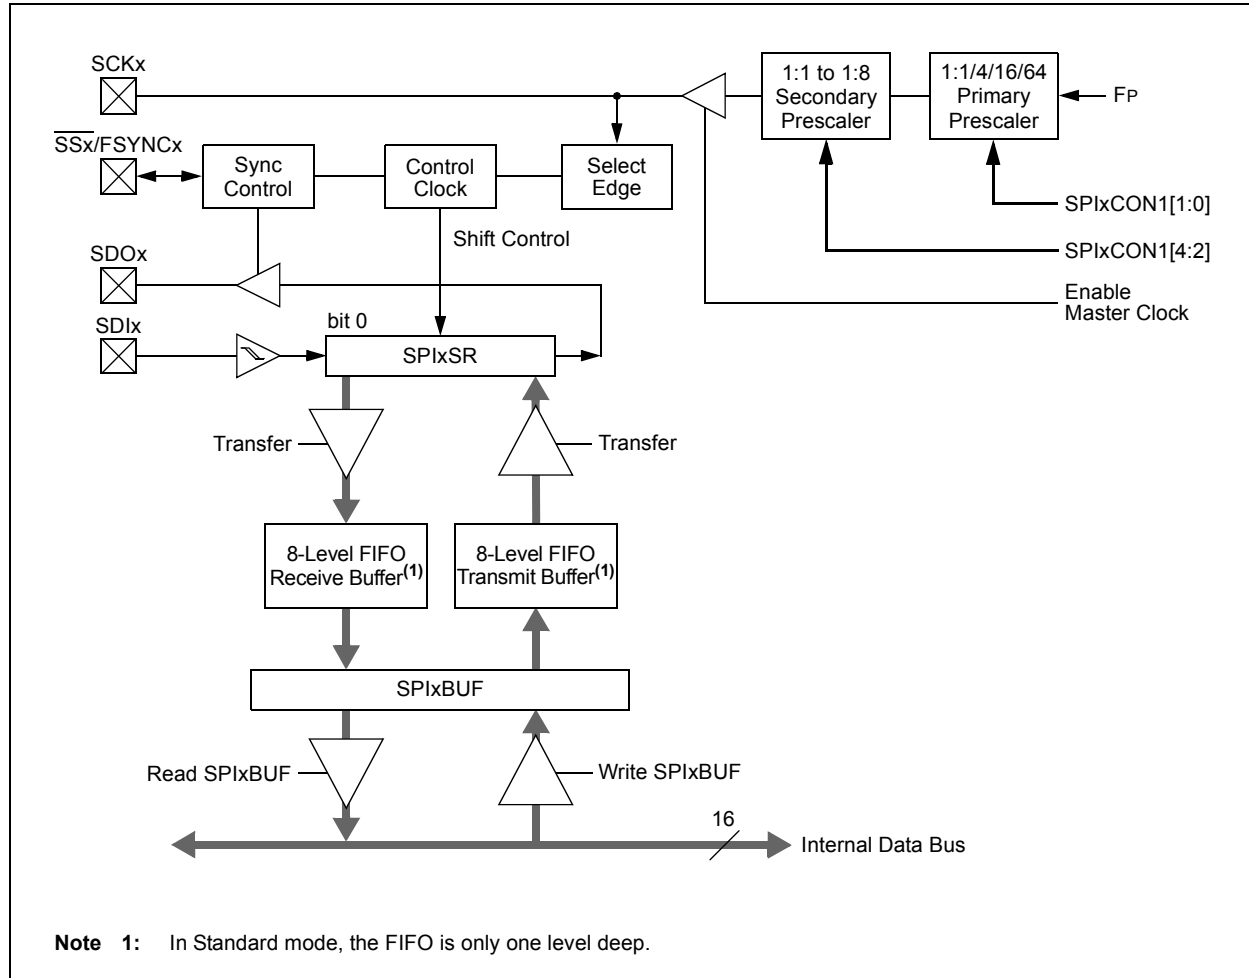 SCKx
SSx/FSYNCx
SDOx
SDIx
Sync
Control
Control
Clock
Select
Edge
1:1 to 1:8
Secondary
Prescaler
1:1/4/16/64
Primary
Prescaler
FP
SPIxCON1[1:0]
SPIxCON1[4:2]
Enable
Master Clock
Shift Control
bit 0
SPIxSR
Transfer
Transfer
8-Level FIFO
Receive Buffer(1)
8-Level FIFO
Transmit Buffer(1)
SPIxBUF
Read SPIxBUF
Write SPIxBUF
16
Internal Data Bus
Note 1: In Standard mode, the FIFO is only one level deep.